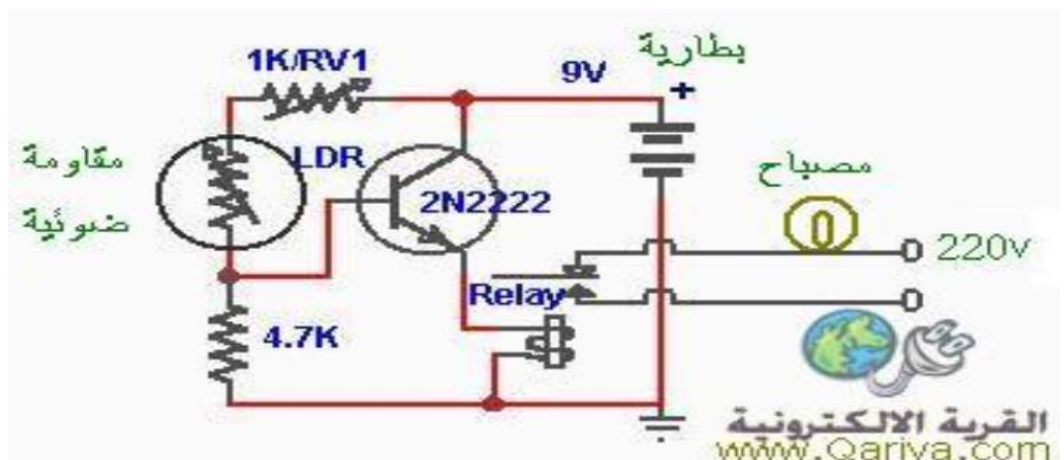 1K/RV1
9V
بطارية
+
مقاومة
ضوئية
LDR
2N2222
مصباح
220v
Relay
4.7K
القرية الالكترونية
www.Qariya.com